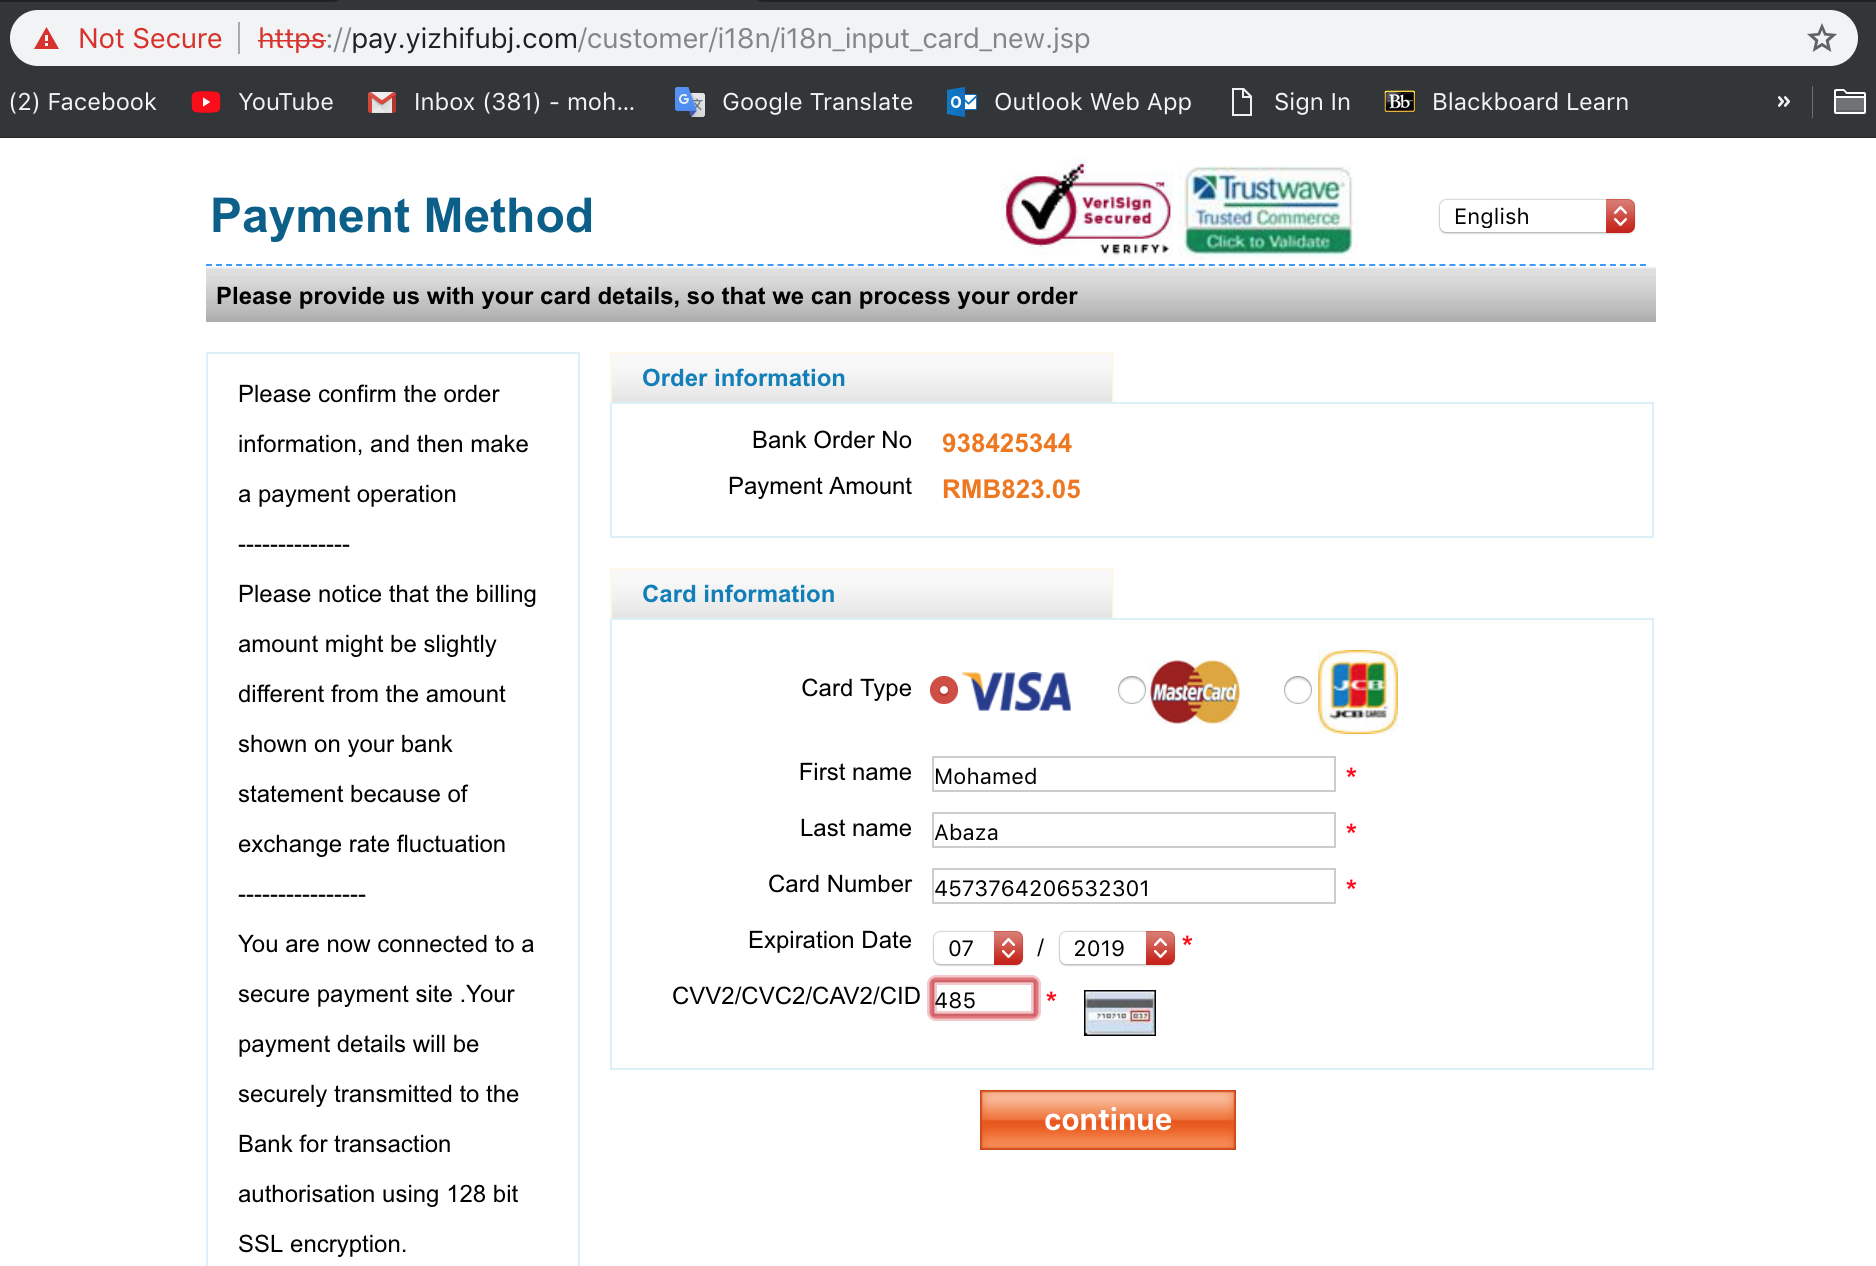 Not Secure https://pay.yizhifubj.com/customer/i18n/i18n_input_card_new.jsp
(2) Facebook YouTube Inbox (381) - moh... Google Translate Outlook Web App Sign In Bb Blackboard Learn »
Payment Method
VeriSign
Secured
VERIFY
Trustwave
Trusted Commerce
Click to Validate
English
Please provide us with your card details, so that we can process your order
Please confirm the order
information, and then make
a payment operation
--------------
Please notice that the billing
amount might be slightly
different from the amount
shown on your bank
statement because of
exchange rate fluctuation
----------------
You are now connected to a
secure payment site .Your
payment details will be
securely transmitted to the
Bank for transaction
authorisation using 128 bit
SSL encryption.
Order information
Bank Order No 938425344
Payment Amount RMB823.05
Card information
Card Type VISA MasterCard JCB JCB CARDS
First name Mohamed *
Last name Abaza *
Card Number 4573764206532301 *
Expiration Date 07 / 2019 *
CVV2/CVC2/CAV2/CID 485 *
continue